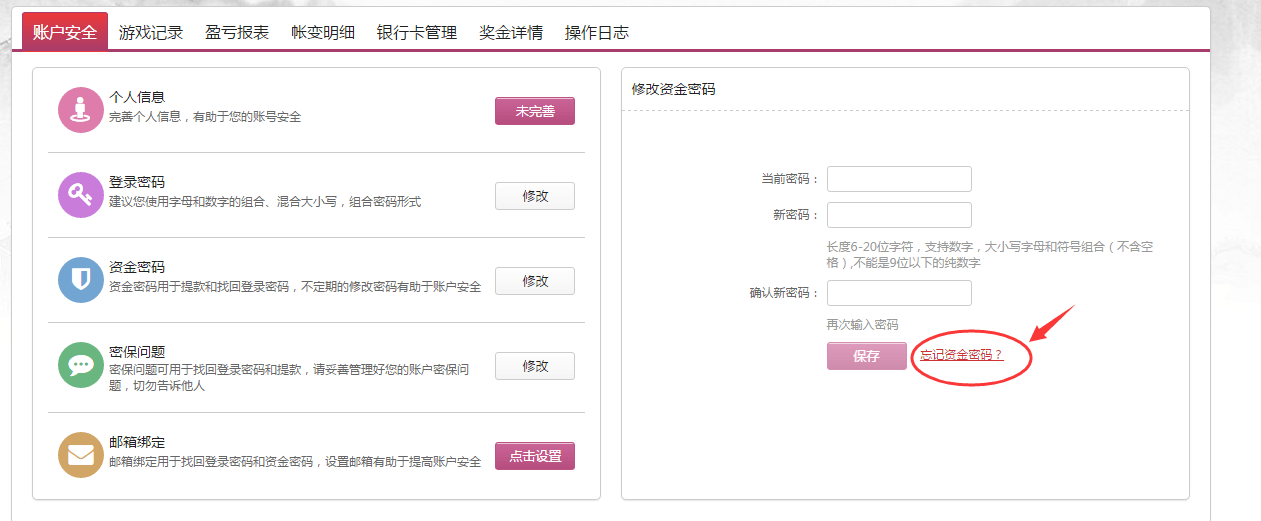 账户安全 游戏记录 盈亏报表 帐变明细 银行卡管理 奖金详情 操作日志
个人信息
完善个人信息，有助于您的账号安全
未完善
登录密码
建议您使用字母和数字的组合、混合大小写，组合密码形式
修改
资金密码
资金密码用于提款和找回登录密码，不定期的修改密码有助于账户安全
修改
密保问题
密保问题可用于找回登录密码和提款，请妥善管理好您的账户密保问
题，切勿告诉他人
修改
邮箱绑定
邮箱绑定用于找回登录密码和资金密码，设置邮箱有助于提高账户安全
点击设置
修改资金密码
当前密码：
新密码：
长度6-20位字符，支持数字，大小写字母和符号组合（不含空
格）,不能是9位以下的纯数字
确认新密码：
再次输入密码
保存 忘记资金密码？